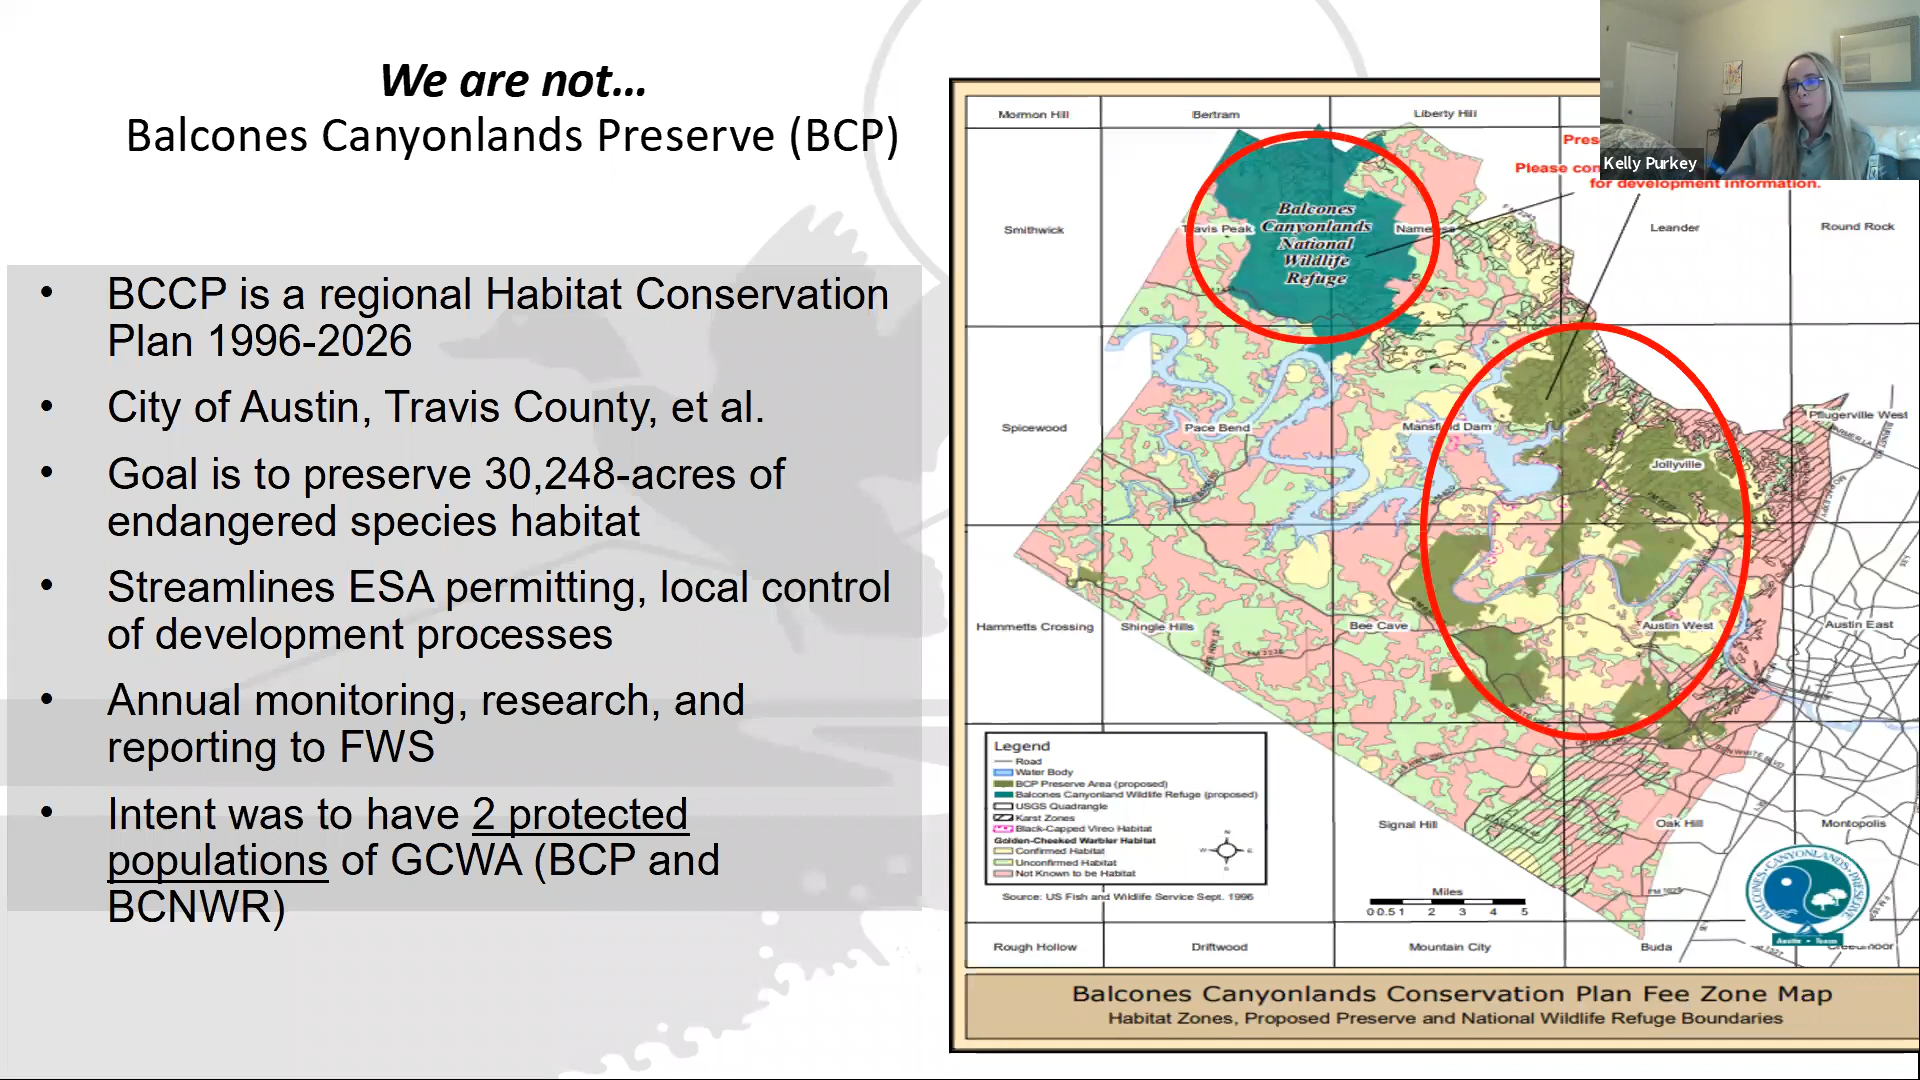 We are not...
Balcones Canyonlands Preserve (BCP)
• BCCP is a regional Habitat Conservation
Plan 1996-2026
• City of Austin, Travis County, et al.
• Goal is to preserve 30,248-acres of
endangered species habitat
• Streamlines ESA permitting, local control
of development processes
• Annual monitoring, research, and
reporting to FWS
• Intent was to have 2 protected
populations of GCWA (BCP and
BCNWR)
Kelly Purkey
Mormon Hill
Bertram
Liberty Hill
Please
for development information.
Smithwick
Travis Peak
Balcones
Canyonlands
National
Wildlife
Refuge
Nameless
Leander
Round Rock
Spicewood
Pace Bend
Mansfield Dam
Pflugerville West
Jollyville
Hammetts Crossing
Shingle Hills
Bee Cave
Austin West
Austin East
Signal Hill
Oak Hill
Montopolis
Legend
Road
Water Body
BCP Preserve Area (proposed)
Balcones Canyonland Wildlife Refuge (proposed)
USGS Quadrangle
Karst Zones
Black-Capped Vireo Habitat
Golden-Cheeked Warbler Habitat
Confirmed Habitat
Unconfirmed Habitat
Not Known to be Habitat
N
W
E
S
Source: US Fish and Wildlife Service Sept. 1996
Miles
0 0.5 1 2 3 4 5
BALCONES • CANYONLANDS • PRESERVE
Austin • Texas
Rough Hollow
Driftwood
Mountain City
Buda
Balcones Canyonlands Conservation Plan Fee Zone Map
Habitat Zones, Proposed Preserve and National Wildlife Refuge Boundaries